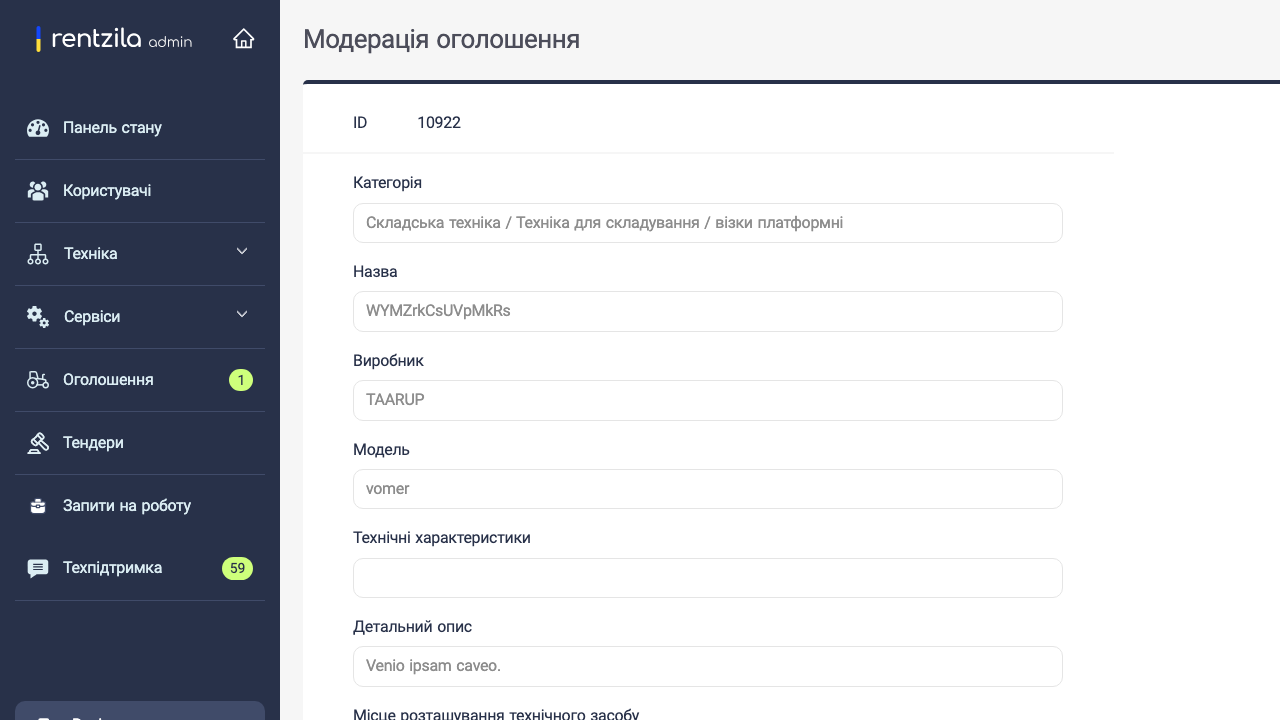 rentzila admin
Панель стану
Користувачі
Техніка
Сервіси
Оголошення 1
Тендери
Запити на роботу
Техпідтримка 59
Модерація оголошення
ID 10922
Категорія
Складська техніка / Техніка для складування / візки платформні
Назва
WYMZrkCsUVpMkRs
Виробник
TAARUP
Модель
vomer
Технічні характеристики
Детальний опис
Venio ipsam caveo.
Місце розташування технічного засобу